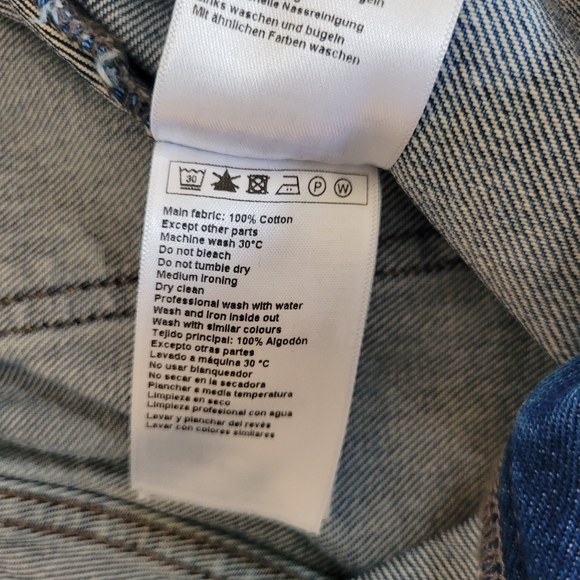 Nassreinigung
links waschen und bügeln
Mit ähnlichen Farben waschen
30 P W
Main fabric: 100% Cotton
Except other parts
Machine wash 30°C
Do not bleach
Do not tumble dry
Medium ironing
Dry clean
Professional wash with water
Wash and iron inside out
Wash with similar colours
Tejido principal: 100% Algodón
Excepto otras partes
Lavado a máquina 30 °C
No usar blanqueador
No secar en la secadora
Planchar a media temperatura
Limpieza en seco
Limpieza profesional con agua
Lavar y planchar del revés
Lavar con colores similares